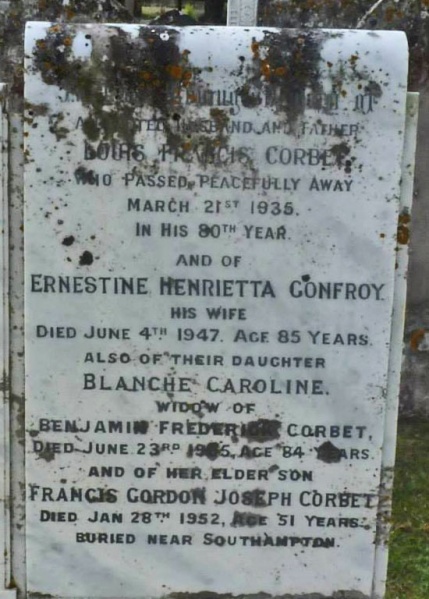 of
A devoted husband and father
Louis Francis Corbet
who passed peacefully away
March 21st 1935.
in his 80th year.
and of
Ernestine Henrietta Gonfroy
his wife
Died June 4th 1947. Age 85 years.
also of their daughter
Blanche Caroline.
widow of
Benjamin Frederick Corbet,
Died June 23rd Age 84 years.
and of her elder son
Francis Gordon Joseph Corbet
Died Jan 28th 1952, Age 51 years.
buried near Southampton.